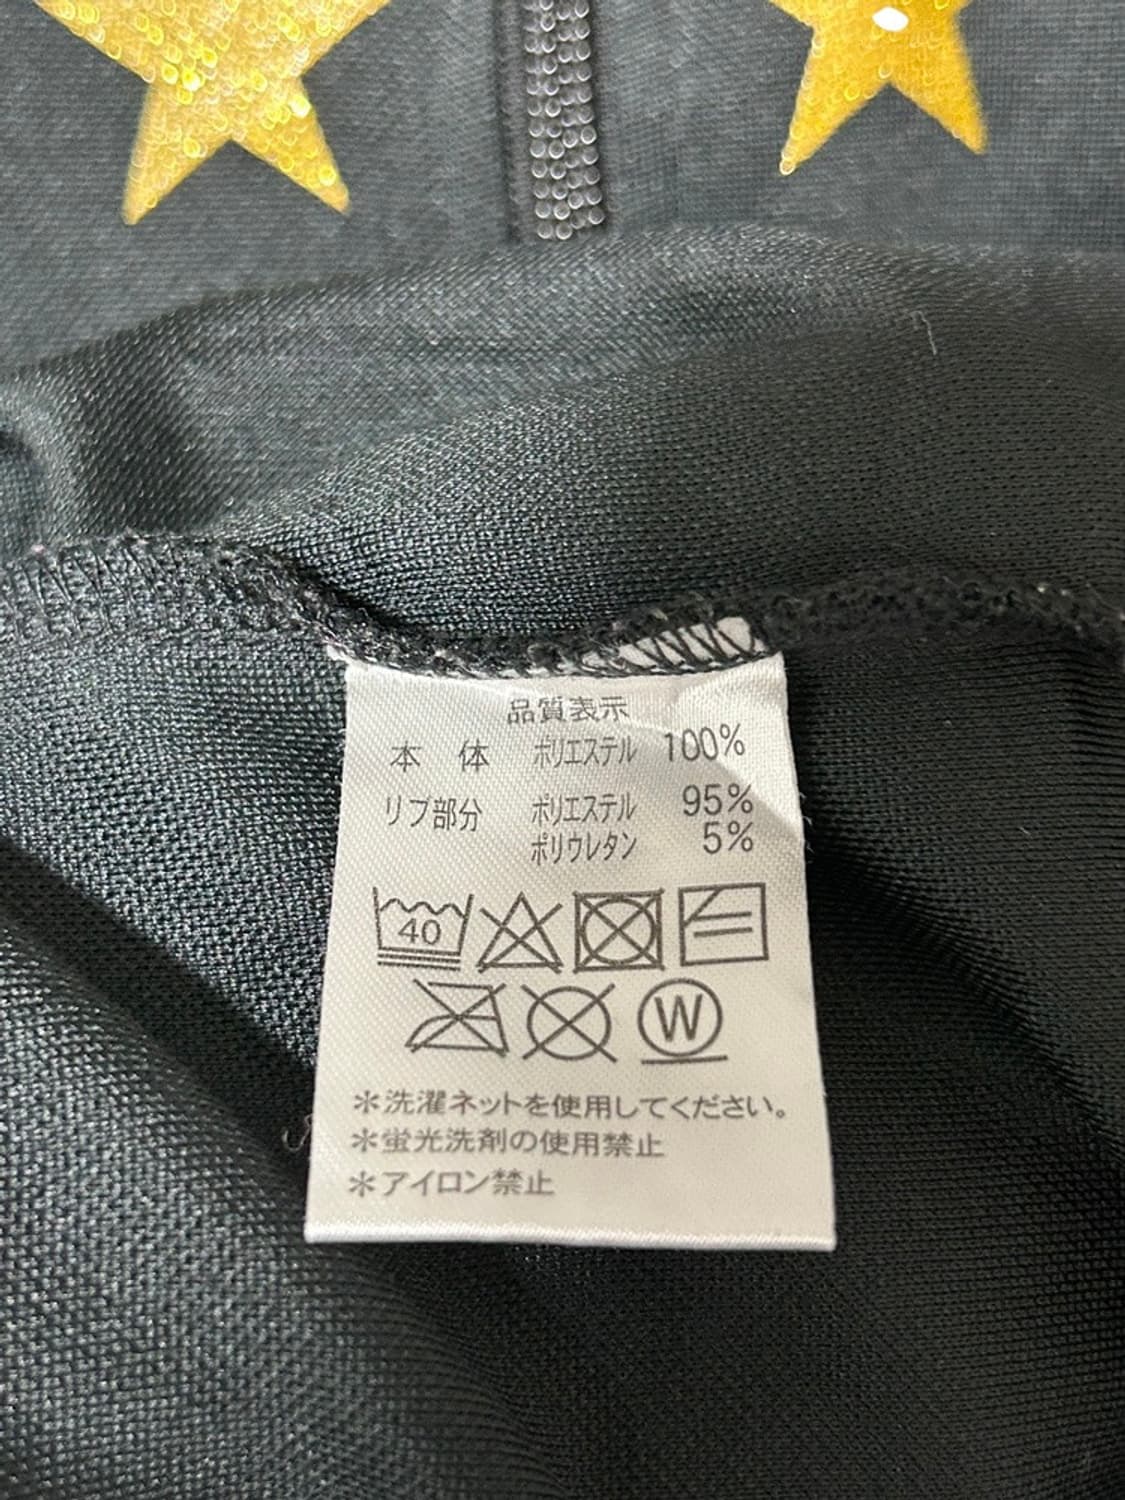 品質表示
本 体 ポリエステル 100%
リブ部分 ポリエステル 95%
ポリウレタン 5%
40
W
＊洗濯ネットを使用してください。
＊蛍光洗剤の使用禁止
＊アイロン禁止